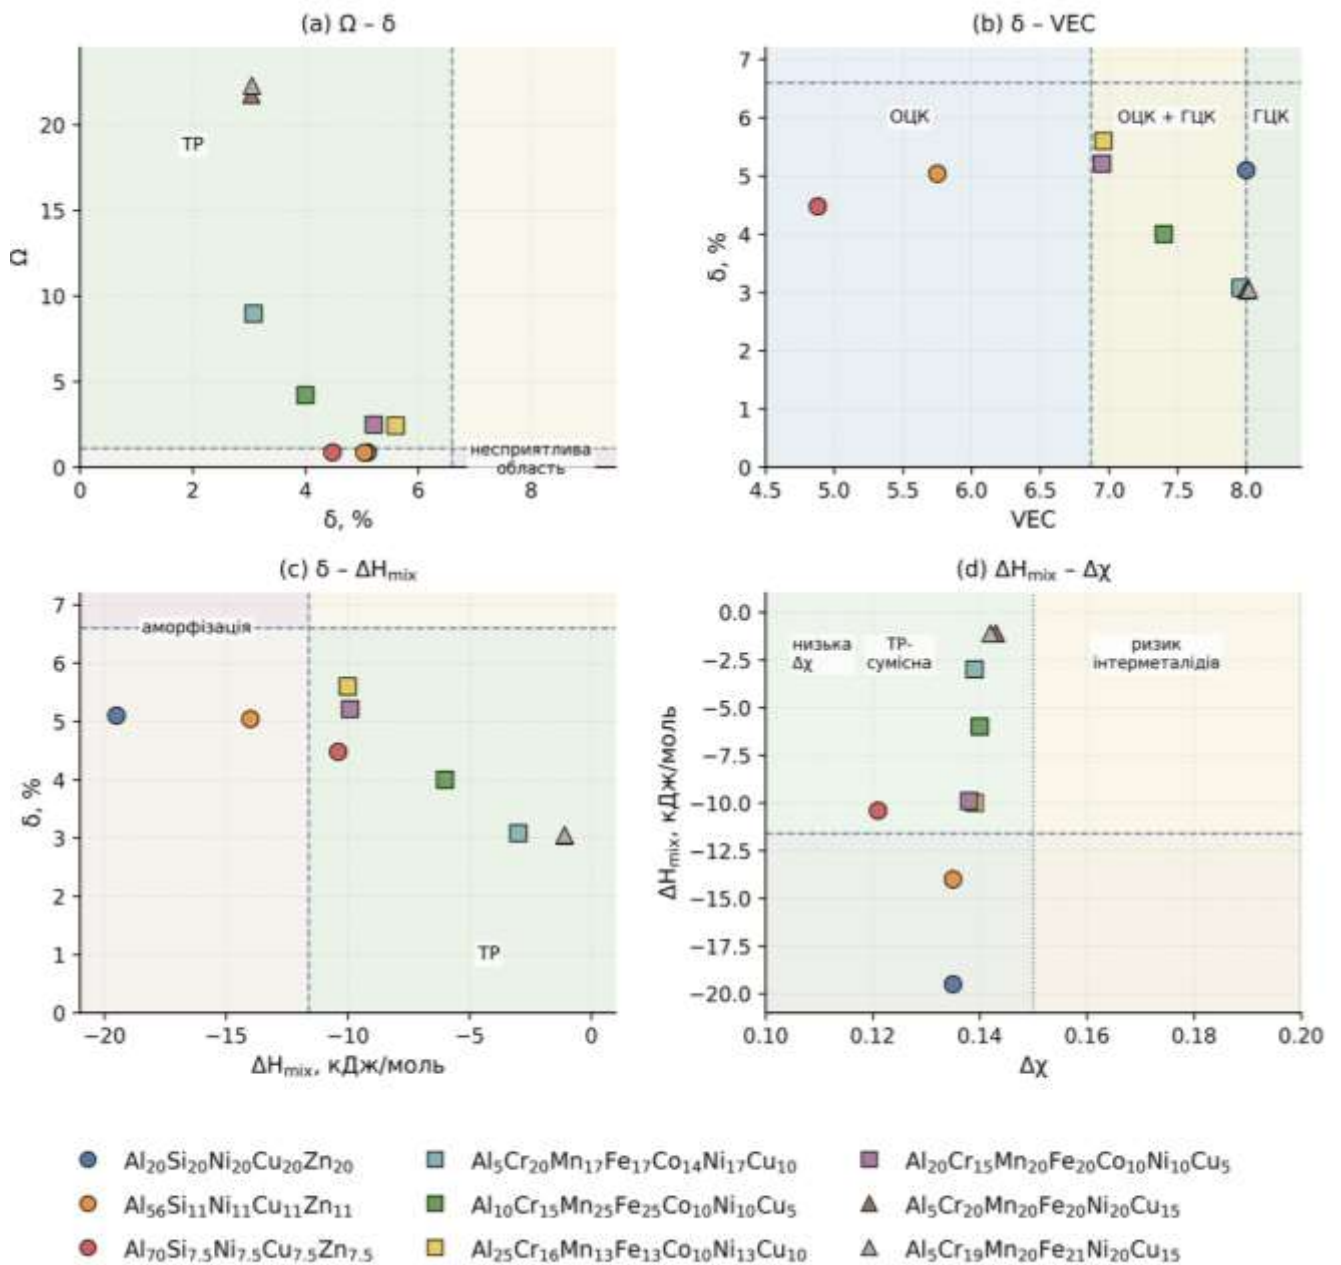 (a) Ω – δ
Ω
20
15
10
5
0
ТР
несприятлива
область
0 2 4 6 8
δ, %
(b) δ – VEC
δ, %
7
6
5
4
3
2
1
0
ОЦК
ОЦК + ГЦК
ГЦК
4.5 5.0 5.5 6.0 6.5 7.0 7.5 8.0
VEC
(c) δ – ΔHmix
δ, %
7
6
5
4
3
2
1
0
аморфізація
ТР
−20 −15 −10 −5 0
ΔHmix, кДж/моль
(d) ΔHmix – Δχ
ΔHmix, кДж/моль
0.0
−2.5
−5.0
−7.5
−10.0
−12.5
−15.0
−17.5
−20.0
низька
Δχ
ТР-
сумісна
ризик
інтерметалідів
0.10 0.12 0.14 0.16 0.18 0.20
Δχ
Al20Si20Ni20Cu20Zn20
Al56Si11Ni11Cu11Zn11
Al70Si7.5Ni7.5Cu7.5Zn7.5
Al5Cr20Mn17Fe17Co14Ni17Cu10
Al10Cr15Mn25Fe25Co10Ni10Cu5
Al25Cr16Mn13Fe13Co10Ni13Cu10
Al20Cr15Mn20Fe20Co10Ni10Cu5
Al5Cr20Mn20Fe20Ni20Cu15
Al5Cr19Mn20Fe21Ni20Cu15